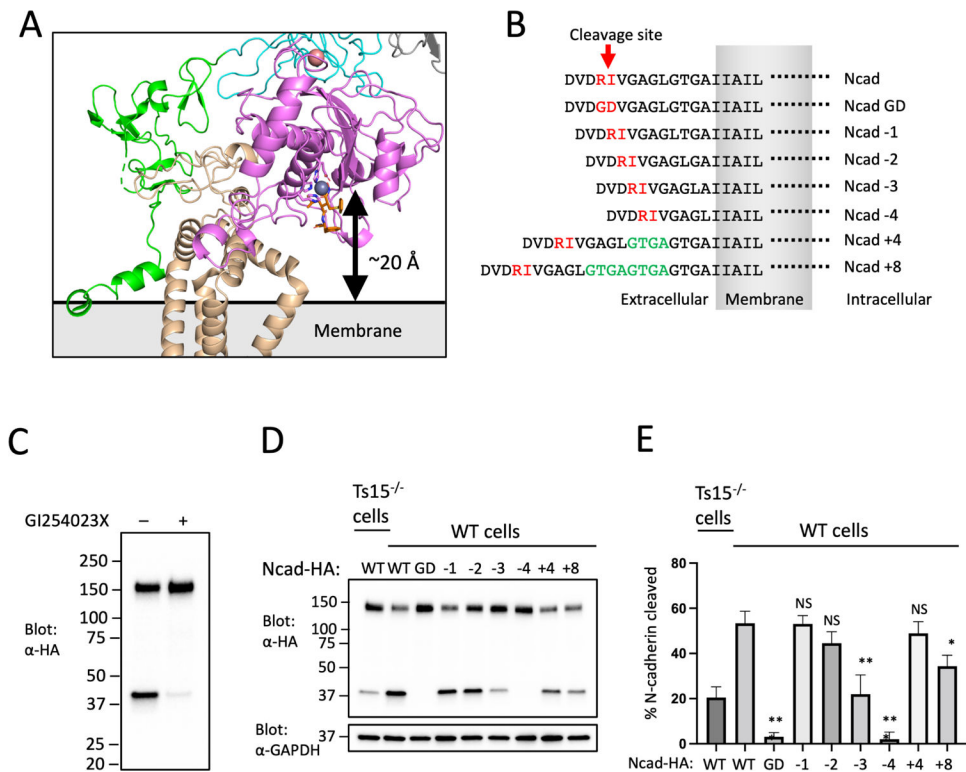 A
~20 Å
Membrane
B
Cleavage site
DVDRIVGAGLGTGAIIAIL Ncad
DVDGDVGAGLGTGAIIAIL Ncad GD
DVDRIVGAGLTGAIIAIL Ncad -1
DVDRIVGAGLGAIIAIL Ncad -2
DVDRIVGAGLAIIAIL Ncad -3
DVDRIVGAGLIIAIL Ncad -4
DVDRIVGAGLGTGAGTGAIIAIL Ncad +4
DVDRIVGAGLGTGAGTGAGTGAIIAIL Ncad +8
Extracellular Membrane Intracellular
C
GI254023X – +
250
150
100
75
50
37
25
20
Blot:
α-HA
D
Ts15-/-
cells
WT cells
Ncad-HA: WT WT GD -1 -2 -3 -4 +4 +8
150
100
75
50
37
Blot:
α-HA
37
Blot:
α-GAPDH
E
Ts15-/-
cells
WT cells
% N-cadherin cleaved
80
60
40
20
0
** NS NS ** ** NS *
Ncad-HA: WT WT GD -1 -2 -3 -4 +4 +8